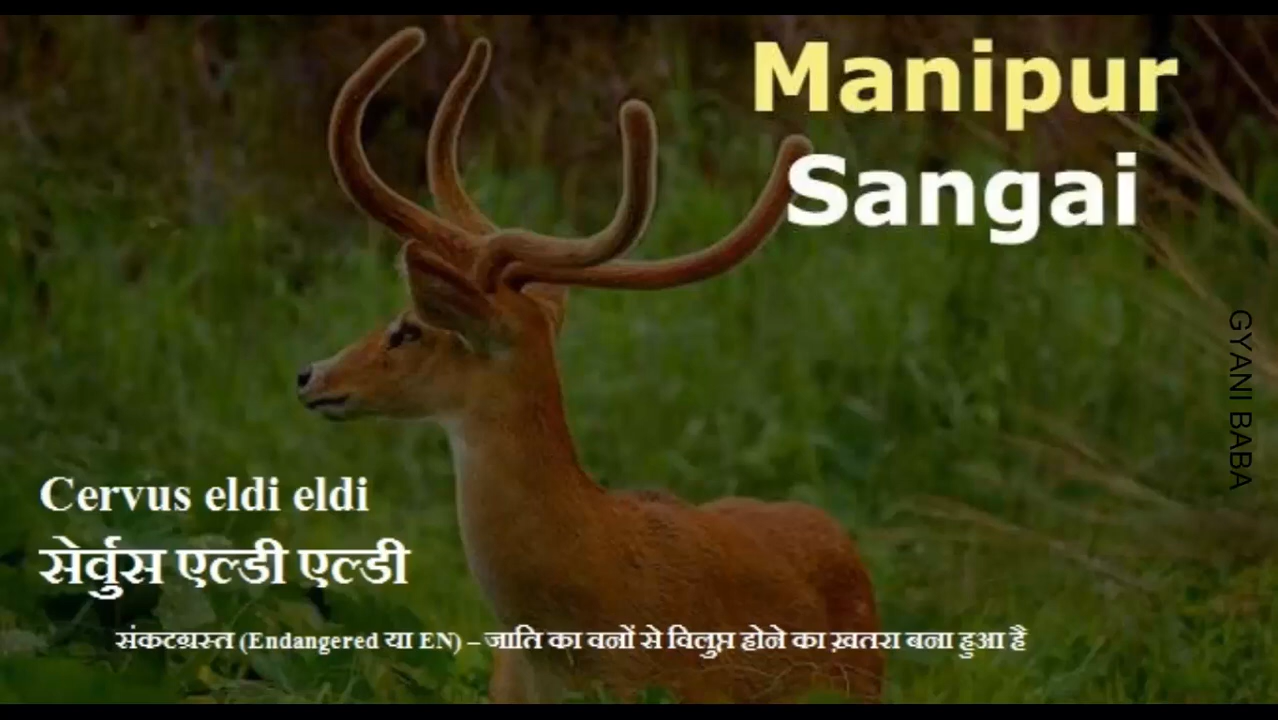 Manipur
Sangai
GYANI BABA
Cervus eldi eldi
सेर्वुस एल्डी एल्डी
संकटग्रस्त (Endangered या EN) – जाति का वनों से विलुप्त होने का ख़तरा बना हुआ है